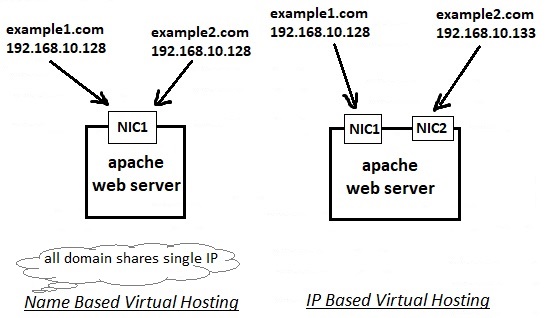 example1.com
192.168.10.128
example2.com
192.168.10.128
NIC1
apache
web server
all domain shares single IP
Name Based Virtual Hosting
example1.com
192.168.10.128
example2.com
192.168.10.133
NIC1
NIC2
apache
web server
IP Based Virtual Hosting